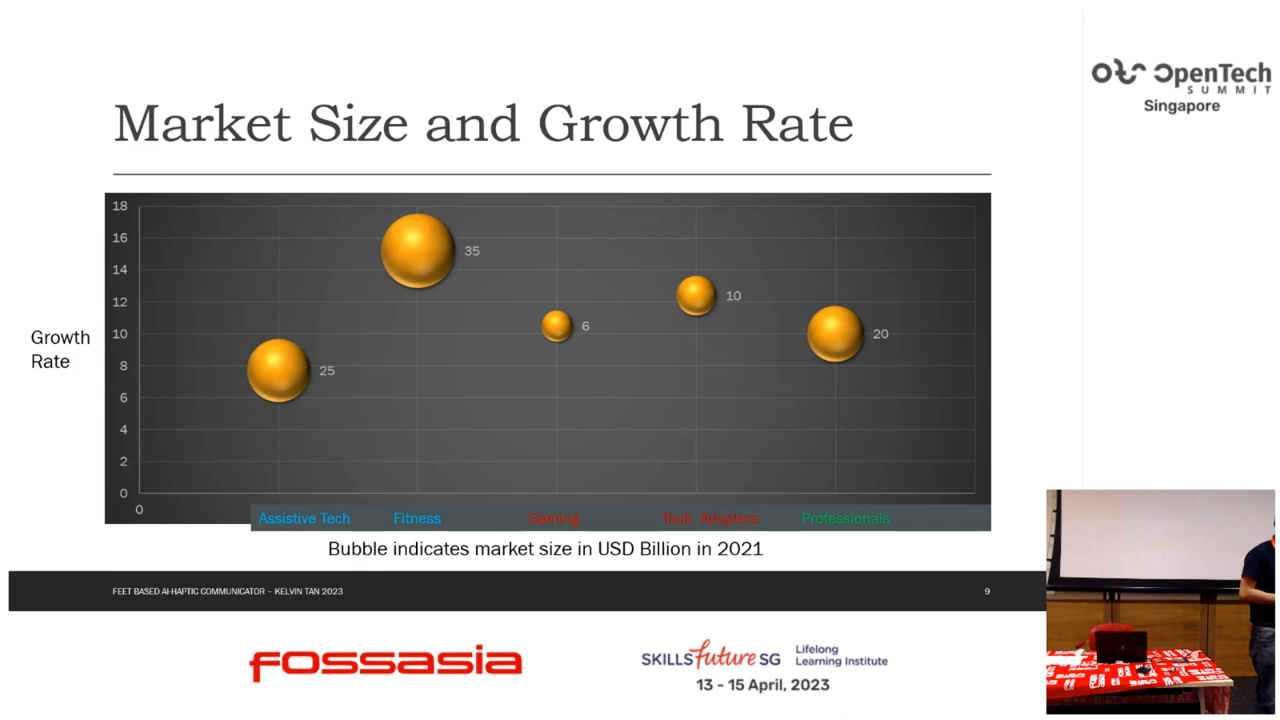 OpenTech
SUMMIT
Singapore
Market Size and Growth Rate
18
16
14
12
10
8
6
4
2
0
0
Growth
Rate
25
35
6
10
20
Assistive Tech
Fitness
Gaming
Tech. Adopters
Professionals
Bubble indicates market size in USD Billion in 2021
FEET BASED AI-HAPTIC COMMUNICATOR – KELVIN TAN 2023
9
FOSSASIA
SKILLSfuture SG
Lifelong
Learning Institute
13 - 15 April, 2023